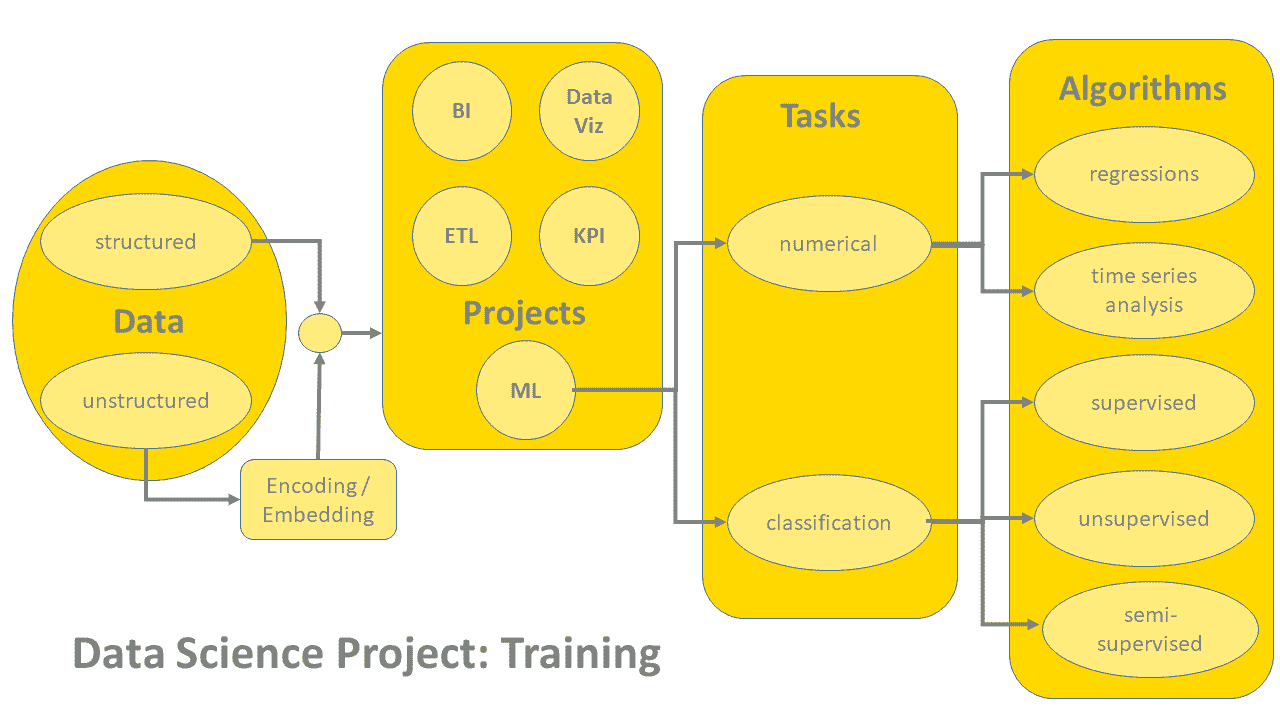 structured
Data
unstructured
Encoding /
Embedding
BI
Data
Viz
ETL
KPI
Projects
ML
Tasks
numerical
classification
Algorithms
regressions
time series
analysis
supervised
unsupervised
semi-
supervised
Data Science Project: Training